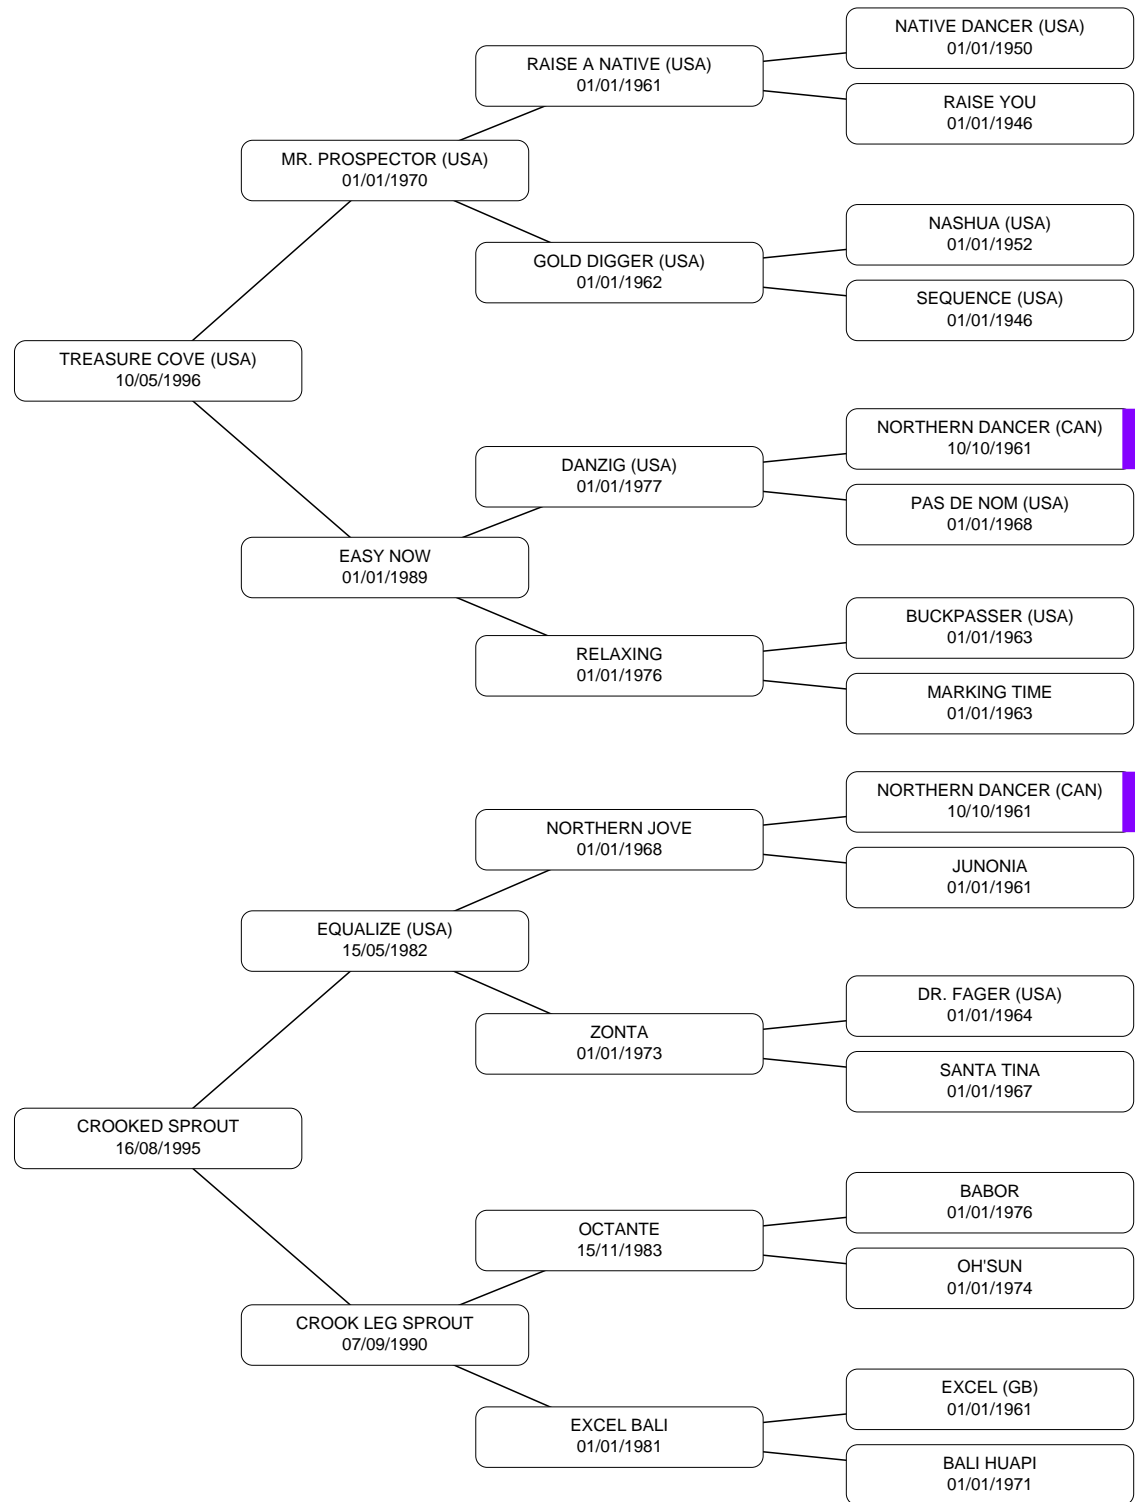 NATIVE DANCER (USA)
01/01/1950
RAISE A NATIVE (USA)
01/01/1961
RAISE YOU
01/01/1946
MR. PROSPECTOR (USA)
01/01/1970
NASHUA (USA)
01/01/1952
GOLD DIGGER (USA)
01/01/1962
SEQUENCE (USA)
01/01/1946
TREASURE COVE (USA)
10/05/1996
NORTHERN DANCER (CAN)
10/10/1961
DANZIG (USA)
01/01/1977
PAS DE NOM (USA)
01/01/1968
EASY NOW
01/01/1989
BUCKPASSER (USA)
01/01/1963
RELAXING
01/01/1976
MARKING TIME
01/01/1963
NORTHERN DANCER (CAN)
10/10/1961
NORTHERN JOVE
01/01/1968
JUNONIA
01/01/1961
EQUALIZE (USA)
15/05/1982
DR. FAGER (USA)
01/01/1964
ZONTA
01/01/1973
SANTA TINA
01/01/1967
CROOKED SPROUT
16/08/1995
BABOR
01/01/1976
OCTANTE
15/11/1983
OH'SUN
01/01/1974
CROOK LEG SPROUT
07/09/1990
EXCEL (GB)
01/01/1961
EXCEL BALI
01/01/1981
BALI HUAPI
01/01/1971